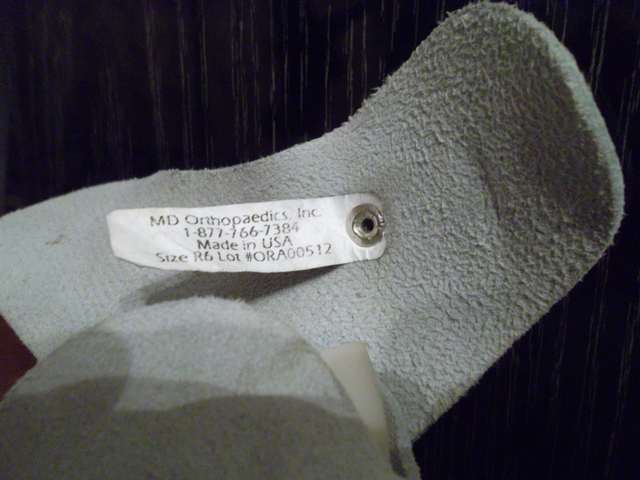 MD Orthopaedics, Inc.
1-877-766-7384
Made in USA
Size R6 Lot #ORA00512